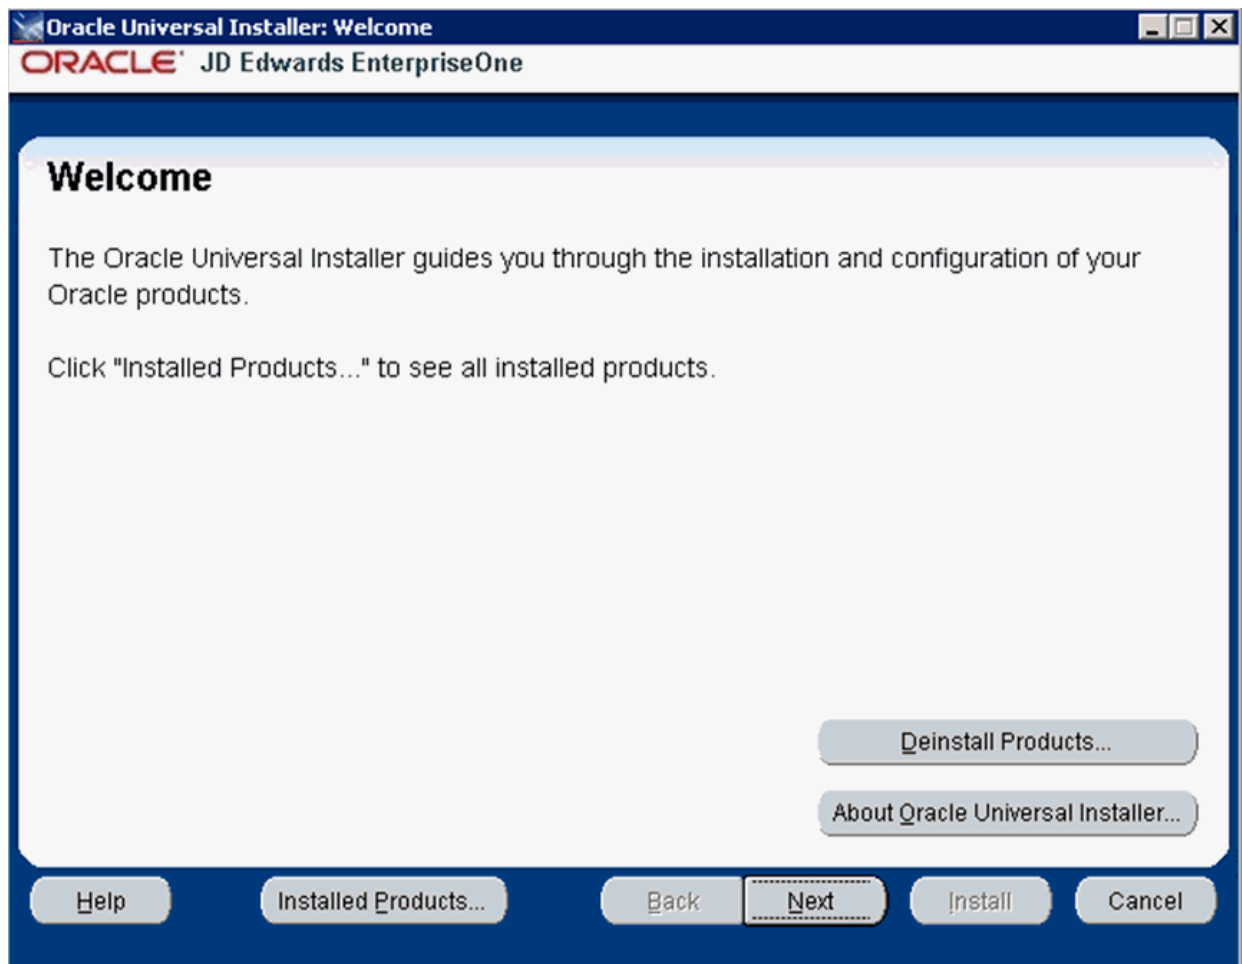 Oracle Universal Installer: Welcome
ORACLE JD Edwards EnterpriseOne
Welcome
The Oracle Universal Installer guides you through the installation and configuration of your
Oracle products.
Click "Installed Products..." to see all installed products.
Deinstall Products...
About Oracle Universal Installer...
Help Installed Products... Back Next Install Cancel